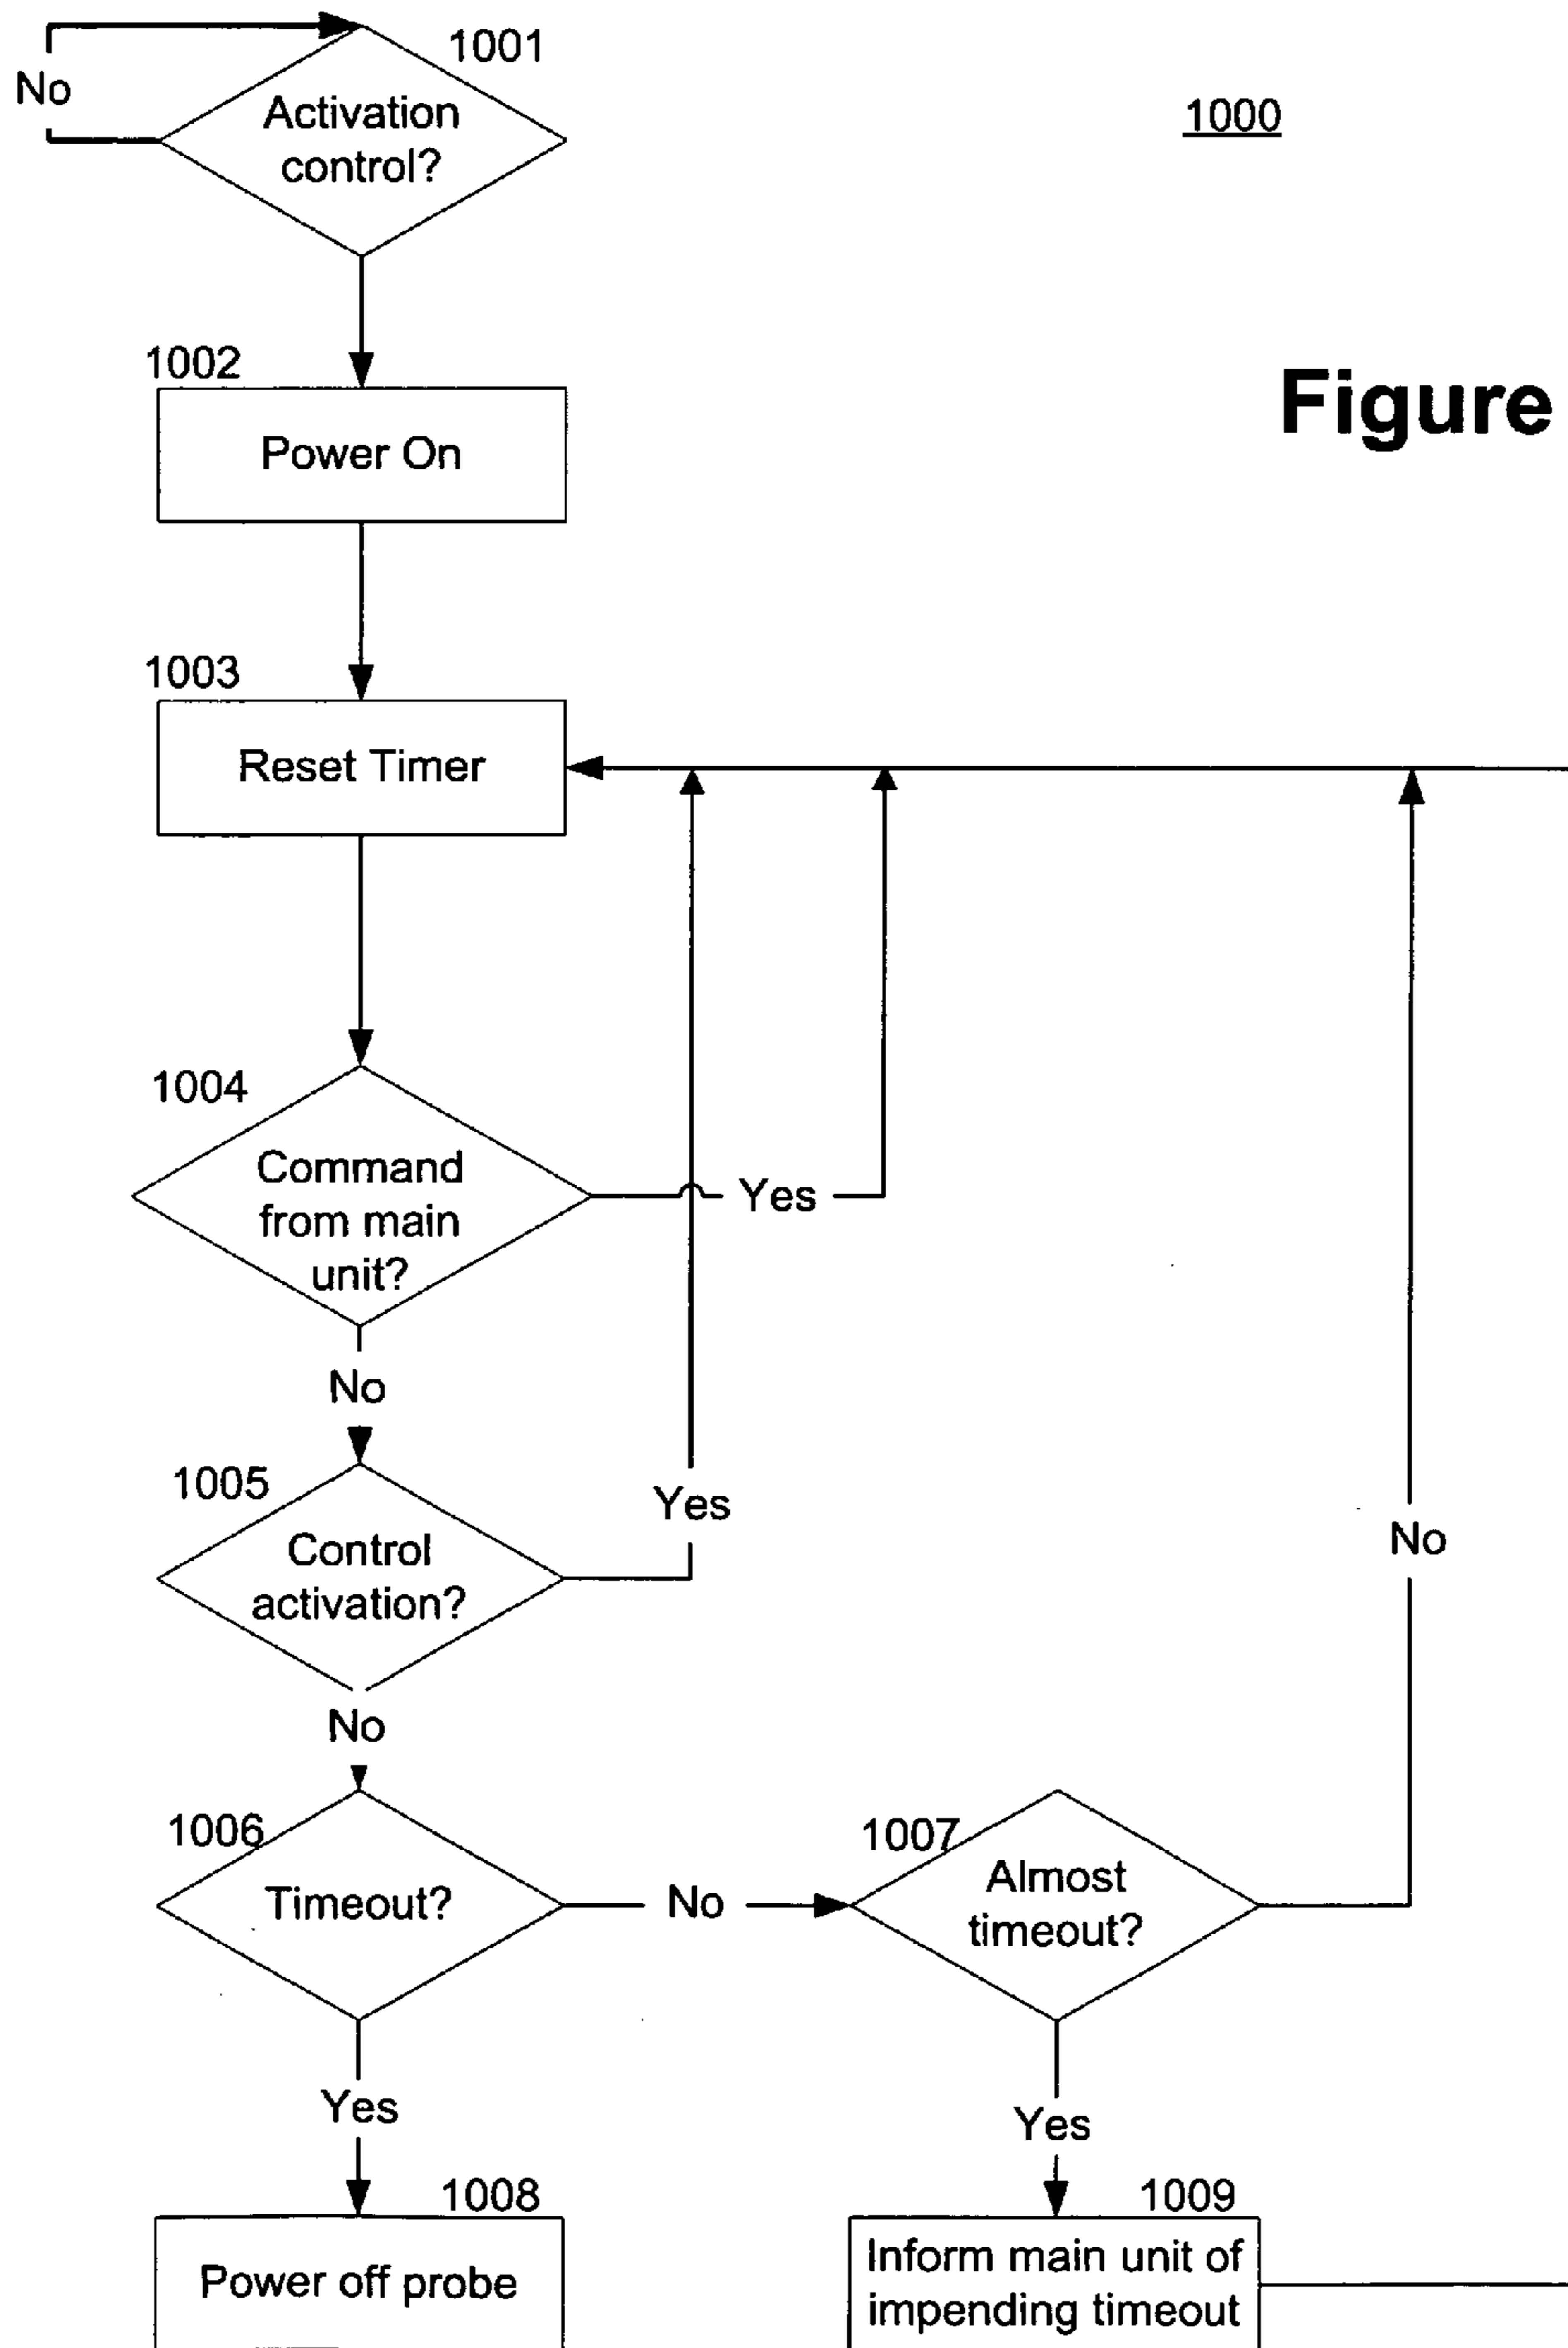 1001
No
Activation
control?
1000
1002
Power On
Figure
1003
Reset Timer
1004
Command
from main
unit?
Yes
No
1005
Control
activation?
Yes
No
No
1006
Timeout?
No
1007
Almost
timeout?
Yes
Yes
1008
Power off probe
1009
Inform main unit of
impending timeout